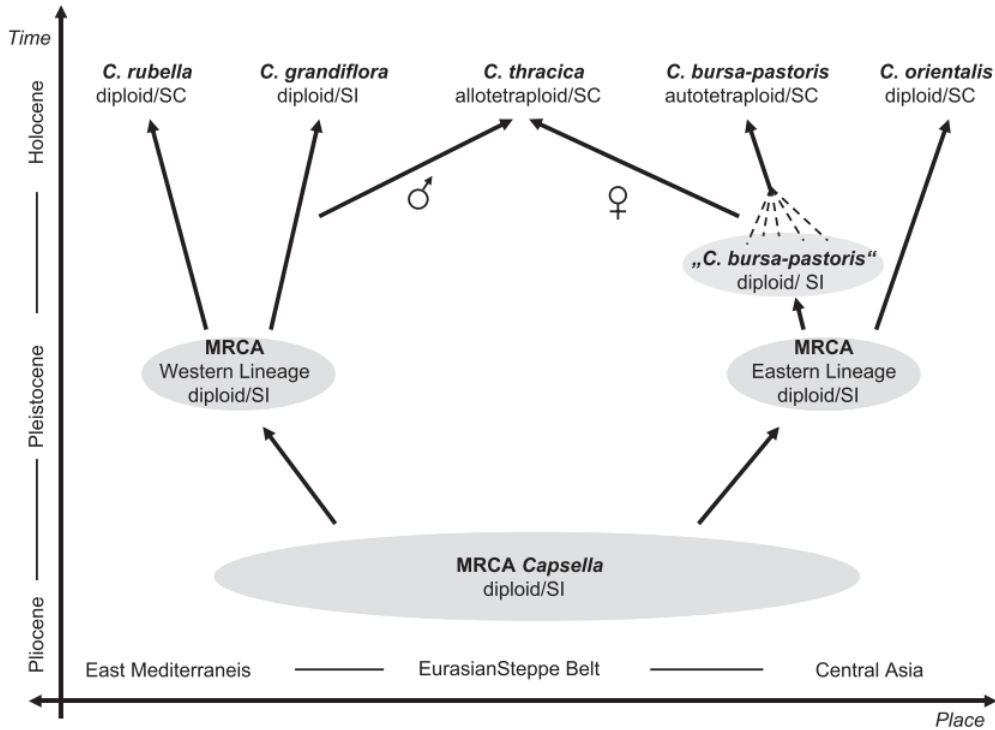 Time
C. rubella
diploid/SC
C. grandiflora
diploid/SI
C. thracica
allotetraploid/SC
C. bursa-pastoris
autotetraploid/SC
C. orientalis
diploid/SC
Holocene
♂
♀
„C. bursa-pastoris“
diploid/ SI
Pleistocene
MRCA
Western Lineage
diploid/SI
MRCA
Eastern Lineage
diploid/SI
MRCA Capsella
diploid/SI
Pliocene
East Mediterraneis
EurasianSteppe Belt
Central Asia
Place